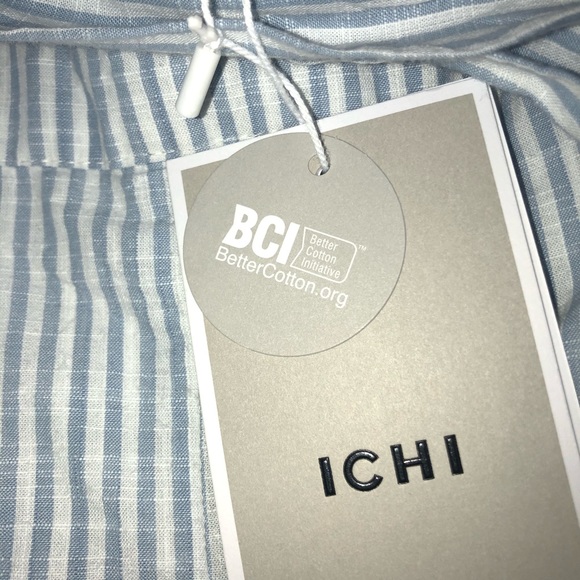 BCI
Better
Cotton
Initiative
™
BetterCotton.org
ICHI